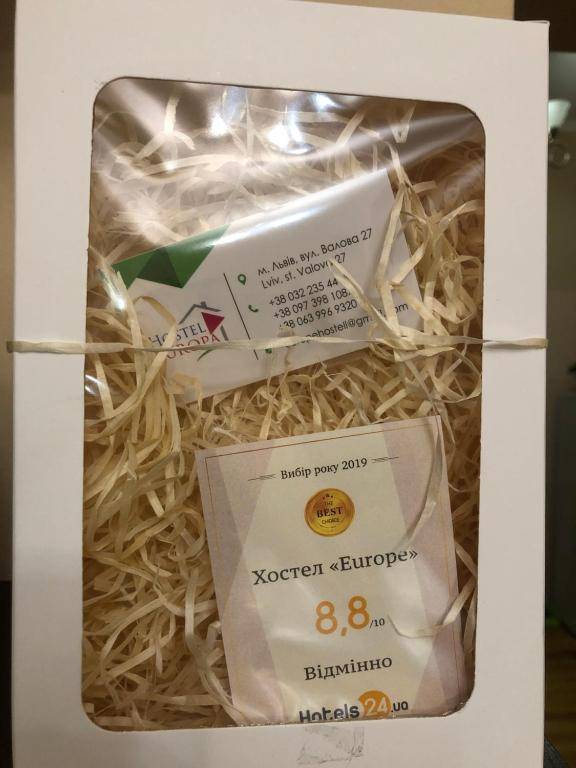 м. Львів, вул. Валова 27
Lviv, st. Valova 27
+38 032 235 44
+38 097 398 108
+38 063 996 9320
HOSTEL
Вибір року 2019
THE
BEST
CHOICE
Хостел «Europe»
8,8/10
Відмінно
Hotels24.ua